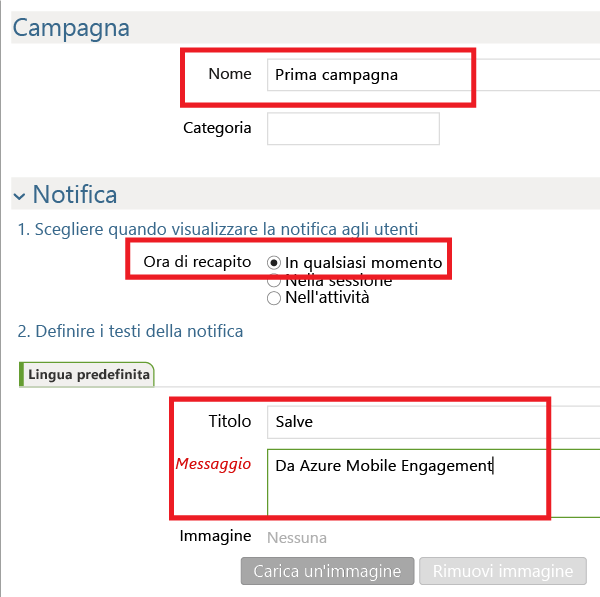 Campagna
Nome Prima campagna
Categoria
Notifica
1. Scegliere quando visualizzare la notifica agli utenti
Ora di recapito In qualsiasi momento
Nella sessione
Nell'attività
2. Definire i testi della notifica
Lingua predefinita
Titolo Salve
Messaggio Da Azure Mobile Engagement
Immagine Nessuna
Carica un'immagine Rimuovi immagine